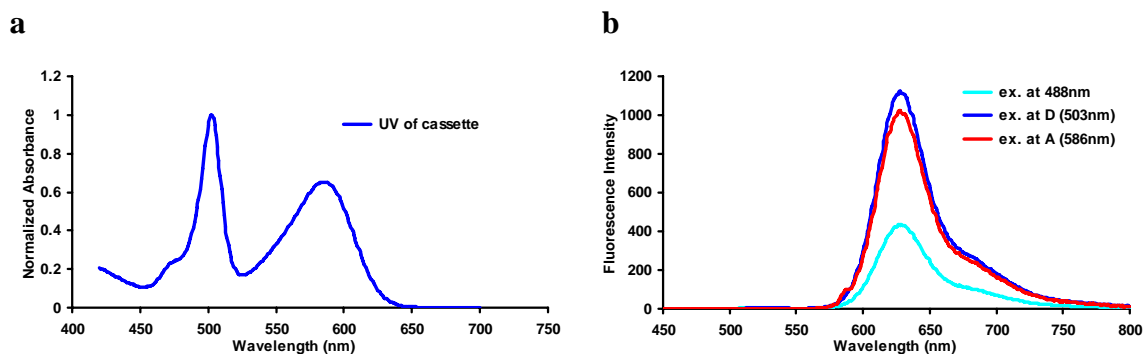 a
b
1.2
1
0.8
0.6
0.4
0.2
0
400 450 500 550 600 650 700 750
Normalized Absorbance
Wavelength (nm)
UV of cassette
1200
1000
800
600
400
200
0
450 500 550 600 650 700 750 800
Fluorescence Intensity
Wavelength (nm)
ex. at 488nm
ex. at D (503nm)
ex. at A (586nm)